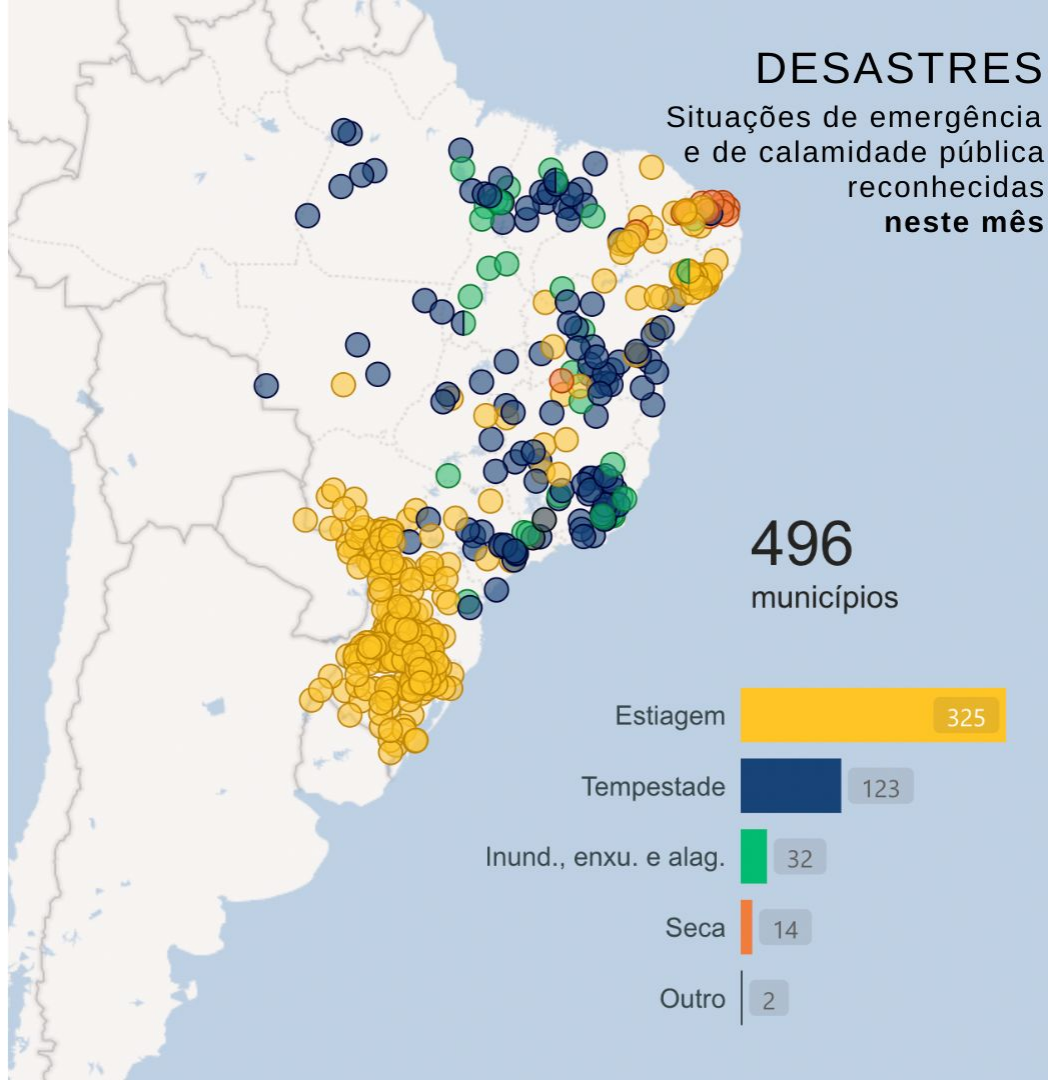 DESASTRES
Situações de emergência
e de calamidade pública
reconhecidas
neste mês
496
municípios
Estiagem 325
Tempestade 123
Inund., enxu. e alag. 32
Seca 14
Outro 2